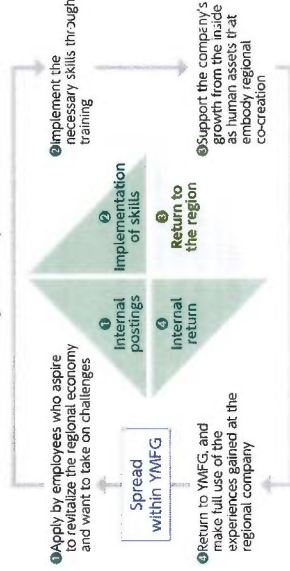 ❶Apply by employees who aspire
to revitalize the regional economy
and want to take on challenges
❷Implement the
necessary skills through
training
❶
Internal
postings
❷
Implementation
of skills
❹
Internal
return
❸
Return to
the region
Spread
within YMFG
❹Return to YMFG, and
make full use of the
experiences gained at the
regional company
❸Support the company's
growth from the inside
as human assets that
embody regional
co-creation